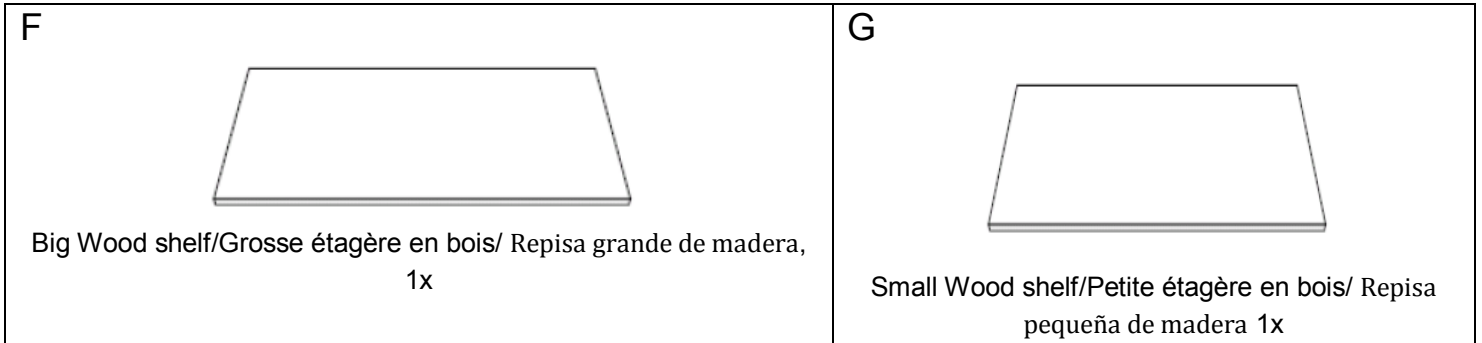 F
Big Wood shelf/Grosse étagère en bois/ Repisa grande de madera,
1x
G
Small Wood shelf/Petite étagère en bois/ Repisa
pequeña de madera 1x